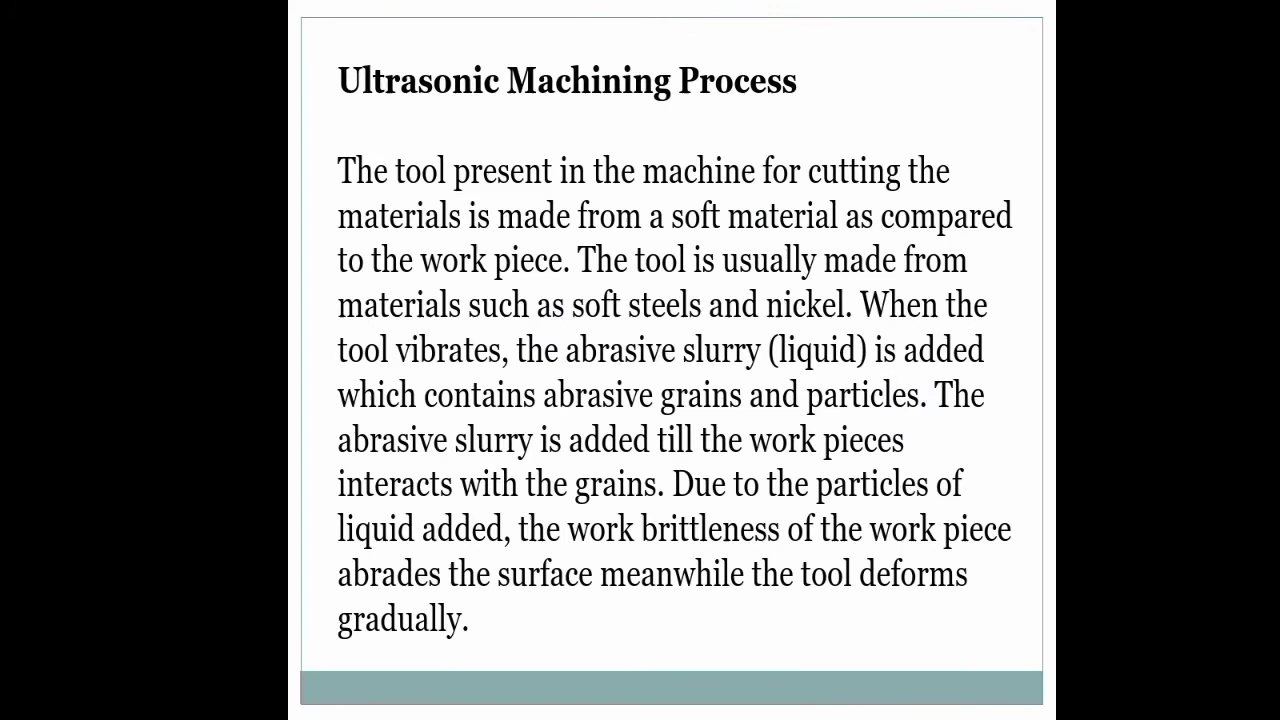 Ultrasonic Machining Process
The tool present in the machine for cutting the
materials is made from a soft material as compared
to the work piece. The tool is usually made from
materials such as soft steels and nickel. When the
tool vibrates, the abrasive slurry (liquid) is added
which contains abrasive grains and particles. The
abrasive slurry is added till the work pieces
interacts with the grains. Due to the particles of
liquid added, the work brittleness of the work piece
abrades the surface meanwhile the tool deforms
gradually.